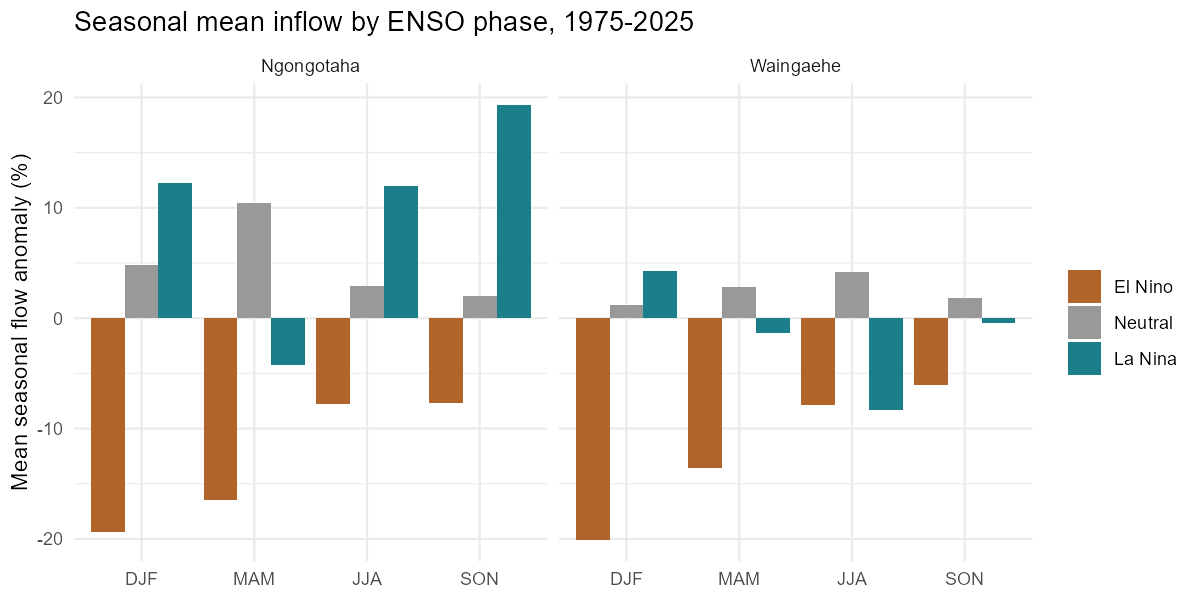 Seasonal mean inflow by ENSO phase, 1975-2025
Ngongotaha
Waingaehe
Mean seasonal flow anomaly (%)
20
10
0
-10
-20
DJF
MAM
JJA
SON
DJF
MAM
JJA
SON
El Nino
Neutral
La Nina